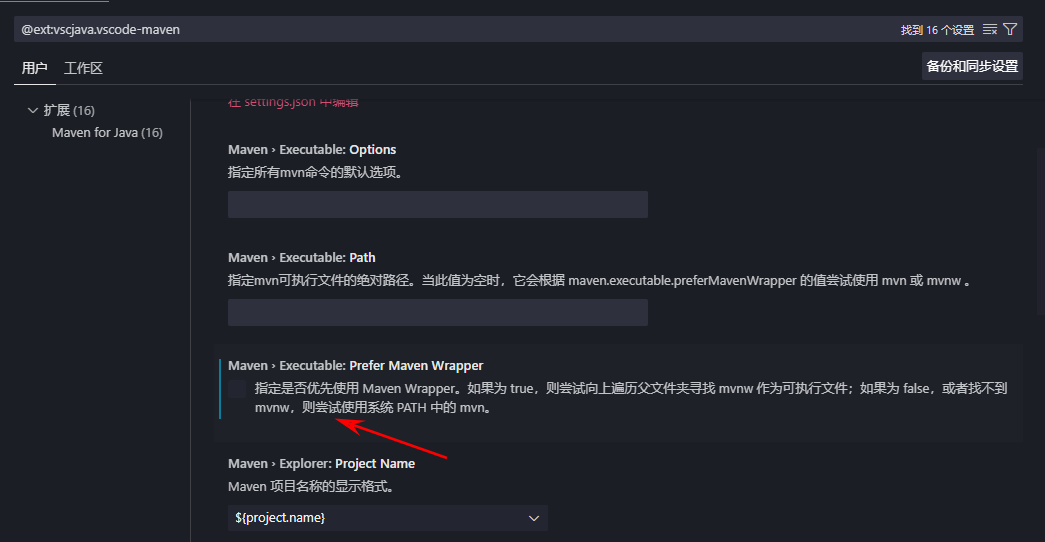 @ext:vscjava.vscode-maven
找到 16 个设置
用户
工作区
备份和同步设置
扩展 (16)
Maven for Java (16)
在 settings.json 中编辑
Maven › Executable: Options
指定所有mvn命令的默认选项。
Maven › Executable: Path
指定mvn可执行文件的绝对路径。当此值为空时，它会根据 maven.executable.preferMavenWrapper 的值尝试使用 mvn 或 mvnw 。
Maven › Executable: Prefer Maven Wrapper
指定是否优先使用 Maven Wrapper。如果为 true，则尝试向上遍历父文件夹寻找 mvnw 作为可执行文件；如果为 false，或者找不到
mvnw，则尝试使用系统 PATH 中的 mvn。
Maven › Explorer: Project Name
Maven 项目名称的显示格式。
${project.name}